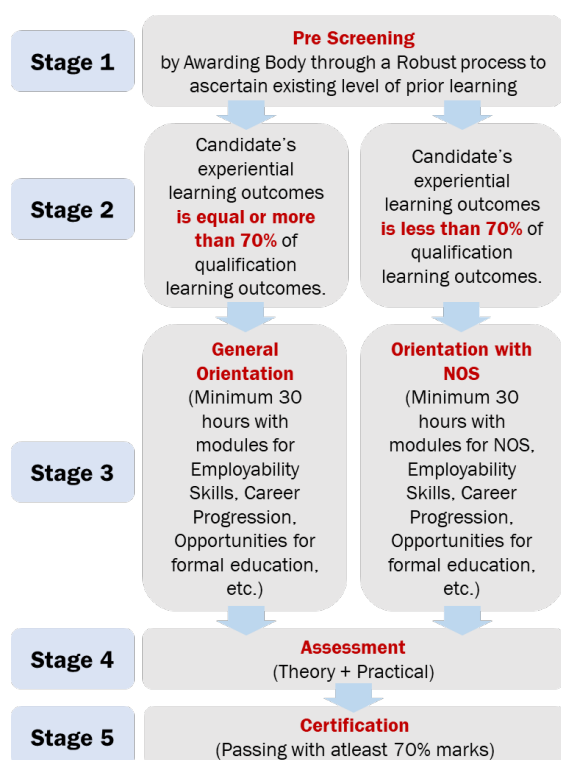 Stage 1
Pre Screening
by Awarding Body through a Robust process to
ascertain existing level of prior learning
Stage 2
Candidate's
experiential
learning outcomes
is equal or more
than 70% of
qualification
learning outcomes.
Candidate's
experiential
learning outcomes
is less than 70% of
qualification
learning outcomes.
Stage 3
General
Orientation
(Minimum 30
hours with
modules for
Employability
Skills, Career
Progression,
Opportunities for
formal education,
etc.)
Orientation with
NOS
(Minimum 30
hours with
modules for NOS,
Employability
Skills, Career
Progression,
Opportunities for
formal education,
etc.)
Stage 4
Assessment
(Theory + Practical)
Stage 5
Certification
(Passing with atleast 70% marks)